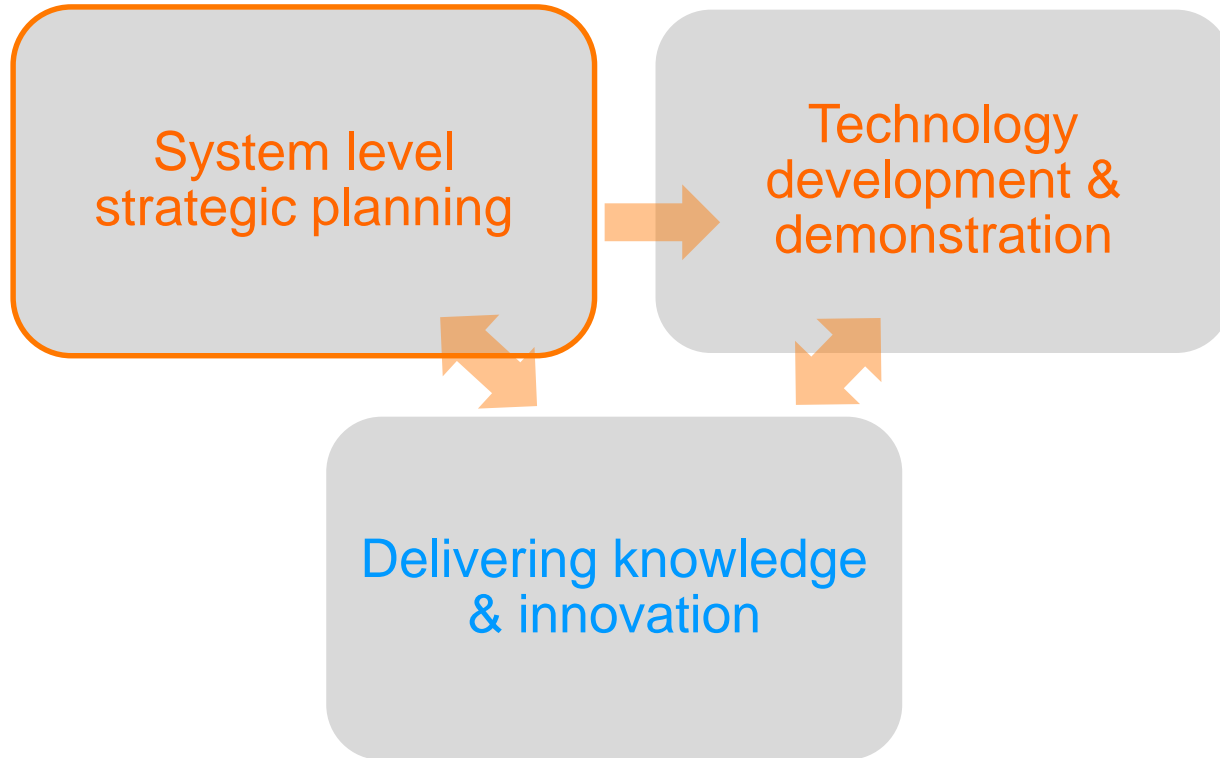 System level
strategic planning
Technology
development &
demonstration
Delivering knowledge
& innovation